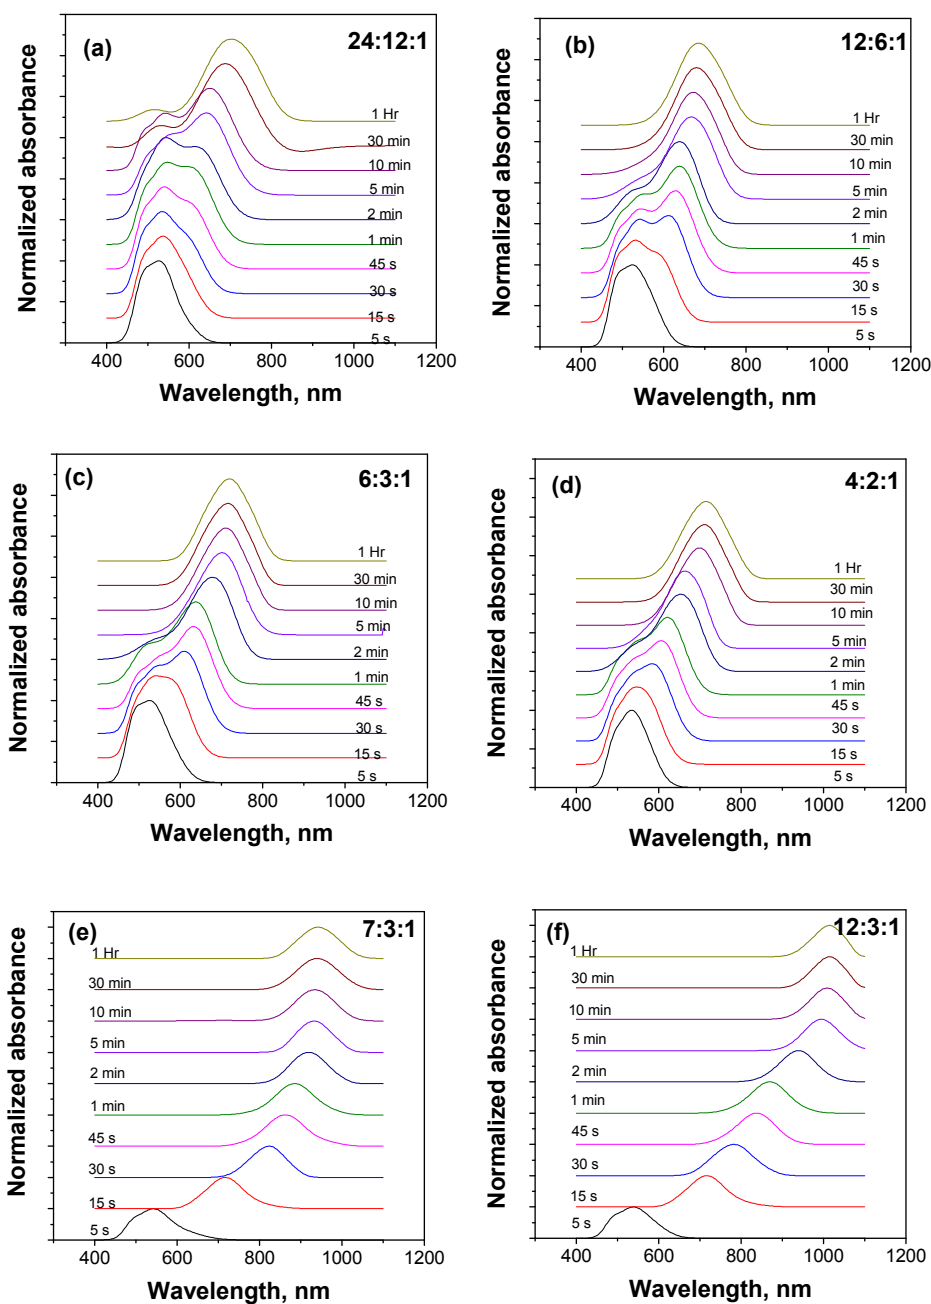 (a) 24:12:1
Normalized absorbance
1 Hr
30 min
10 min
5 min
2 min
1 min
45 s
30 s
15 s
5 s
400 600 800 1000 1200
Wavelength, nm
(b) 12:6:1
Normalized absorbance
1 Hr
30 min
10 min
5 min
2 min
1 min
45 s
30 s
15 s
5 s
400 600 800 1000 1200
Wavelength, nm
(c) 6:3:1
Normalized absorbance
1 Hr
30 min
10 min
5 min
2 min
1 min
45 s
30 s
15 s
5 s
400 600 800 1000 1200
Wavelength, nm
(d) 4:2:1
Normalized absorbance
1 Hr
30 min
10 min
5 min
2 min
1 min
45 s
30 s
15 s
5 s
400 600 800 1000 1200
Wavelength, nm
(e) 7:3:1
Normalized absorbance
1 Hr
30 min
10 min
5 min
2 min
1 min
45 s
30 s
15 s
5 s
400 600 800 1000 1200
Wavelength, nm
(f) 12:3:1
Normalized absorbance
1 Hr
30 min
10 min
5 min
2 min
1 min
45 s
30 s
15 s
5 s
400 600 800 1000 1200
Wavelength, nm